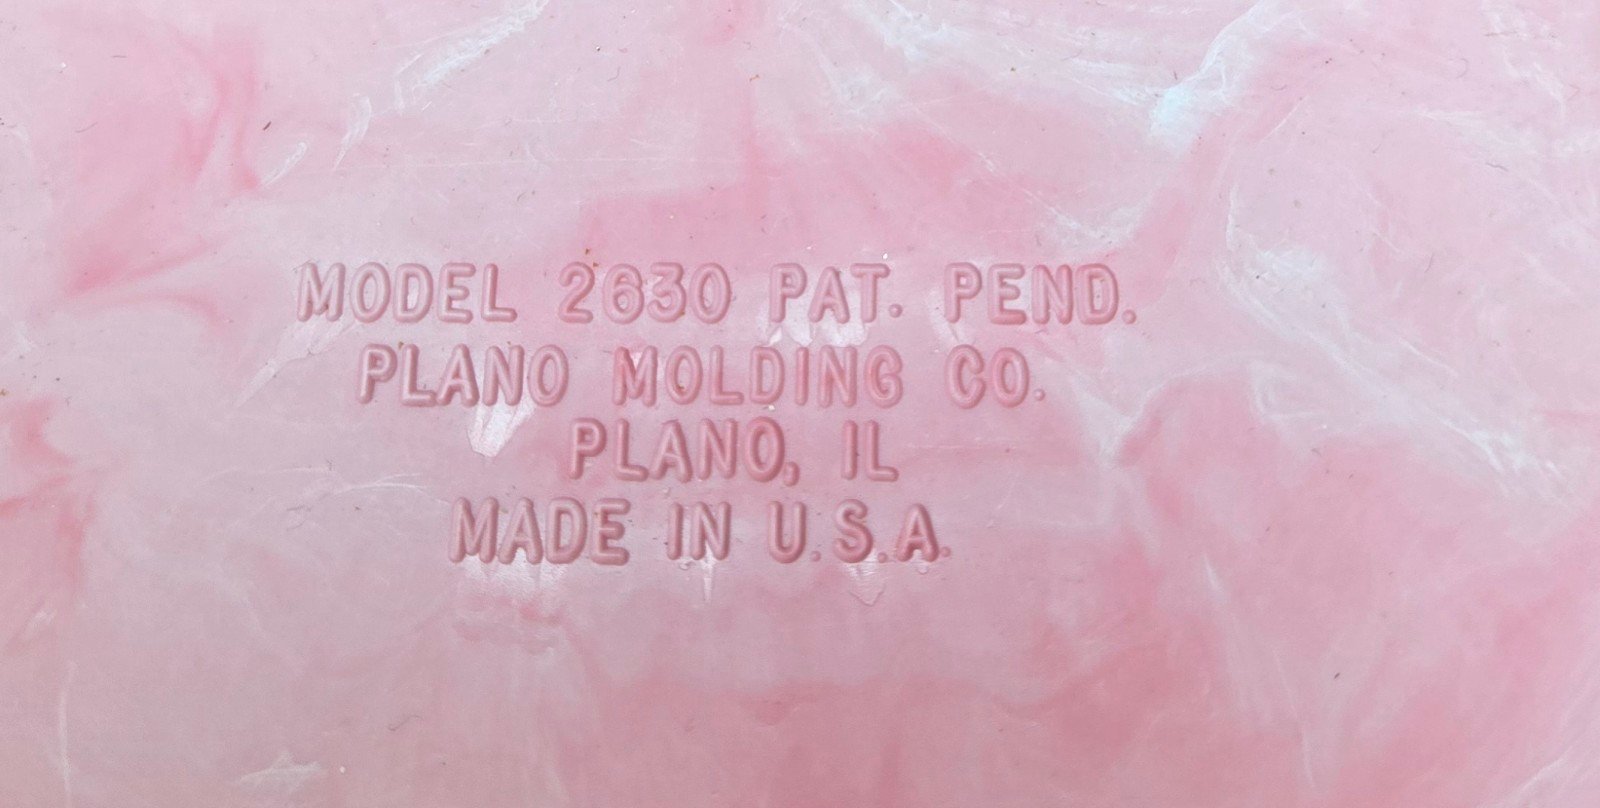 MODEL 2630 PAT. PEND.
PLANO MOLDING CO.
PLANO, IL
MADE IN U.S.A.